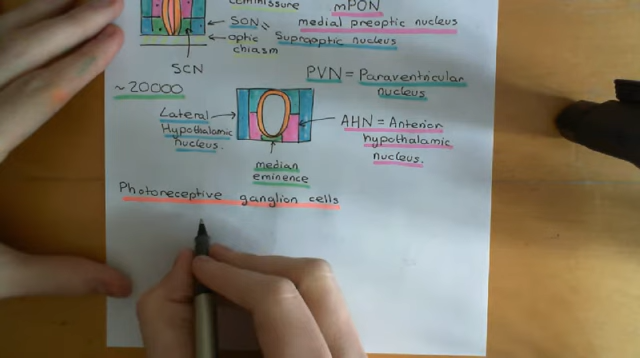 commissure
mPON
SON =
medial preoptic nucleus
optic
chiasm
Supraoptic nucleus
SCN
PVN = Paraventricular
nucleus
~20000
Lateral
Hypothalamic
nucleus.
AHN = Anterior
hypothalamic
nucleus.
median
eminence
Photoreceptive ganglion cells